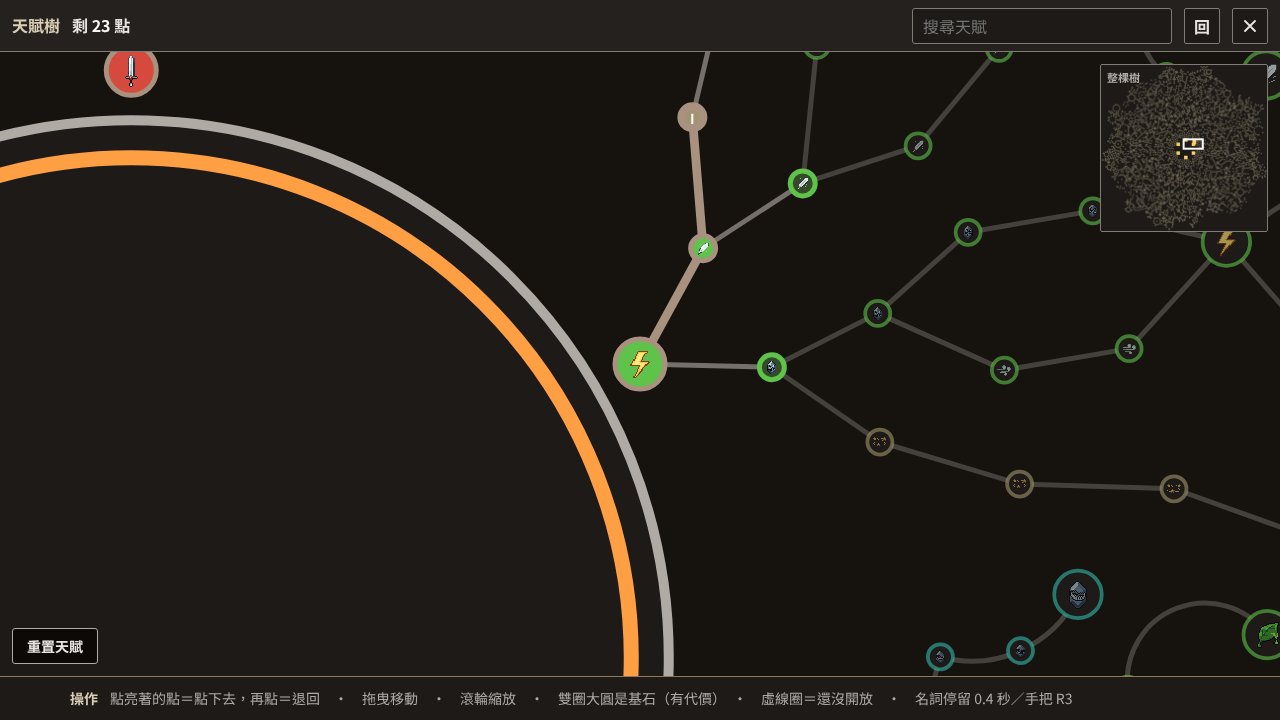 天賦樹 剩 23 點
搜尋天賦
回
整棵樹
I
重置天賦
操作 點亮著的點＝點下去，再點＝退回 ・ 拖曳移動 ・ 滾輪縮放 ・ 雙圈大圓是基石（有代價） ・ 虛線圈＝還沒開放 ・ 名詞停留 0.4 秒／手把 R3